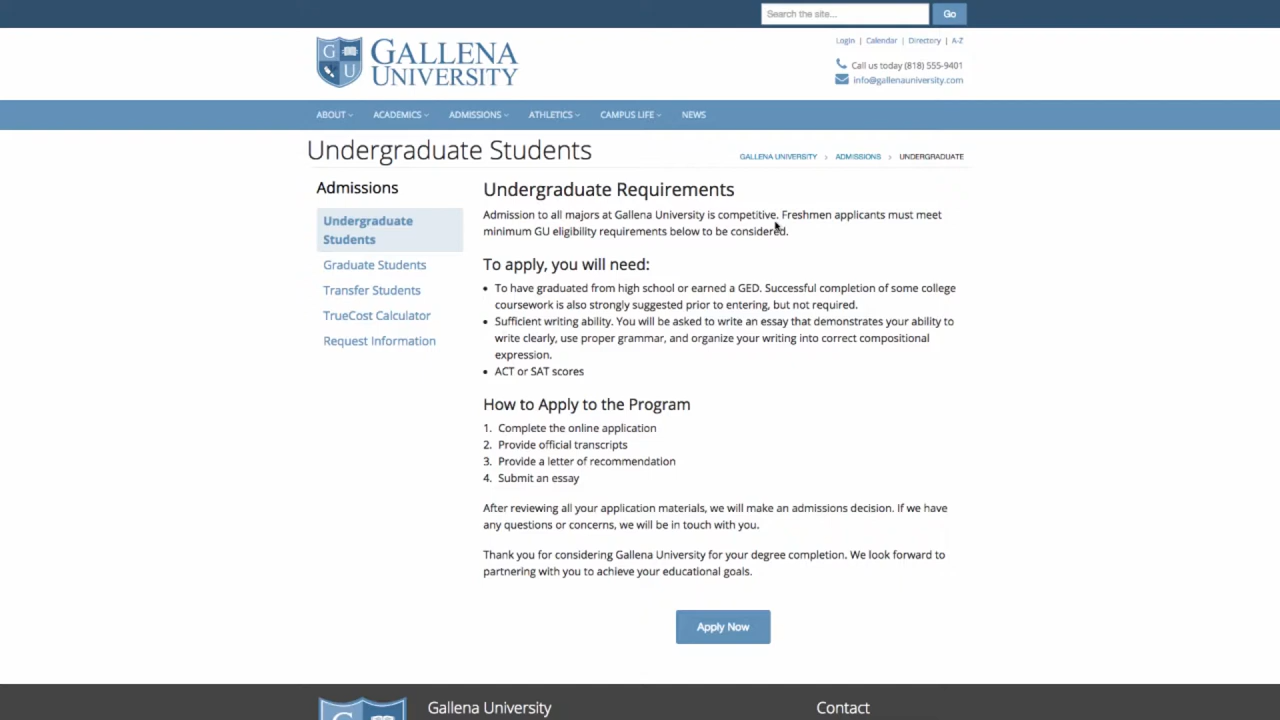 Search the site...
Go
Login | Calendar | Directory | A-Z
G
U
GALLENA
UNIVERSITY
Call us today (818) 555-9401
info@gallenauniversity.com
ABOUT
ACADEMICS
ADMISSIONS
ATHLETICS
CAMPUS LIFE
NEWS
Undergraduate Students
GALLENA UNIVERSITY > ADMISSIONS > UNDERGRADUATE
Admissions
Undergraduate
Students
Graduate Students
Transfer Students
TrueCost Calculator
Request Information
Undergraduate Requirements
Admission to all majors at Gallena University is competitive. Freshmen applicants must meet
minimum GU eligibility requirements below to be considered.
To apply, you will need:
• To have graduated from high school or earned a GED. Successful completion of some college
coursework is also strongly suggested prior to entering, but not required.
• Sufficient writing ability. You will be asked to write an essay that demonstrates your ability to
write clearly, use proper grammar, and organize your writing into correct compositional
expression.
• ACT or SAT scores
How to Apply to the Program
1. Complete the online application
2. Provide official transcripts
3. Provide a letter of recommendation
4. Submit an essay
After reviewing all your application materials, we will make an admissions decision. If we have
any questions or concerns, we will be in touch with you.
Thank you for considering Gallena University for your degree completion. We look forward to
partnering with you to achieve your educational goals.
Apply Now
G
Gallena University
Contact